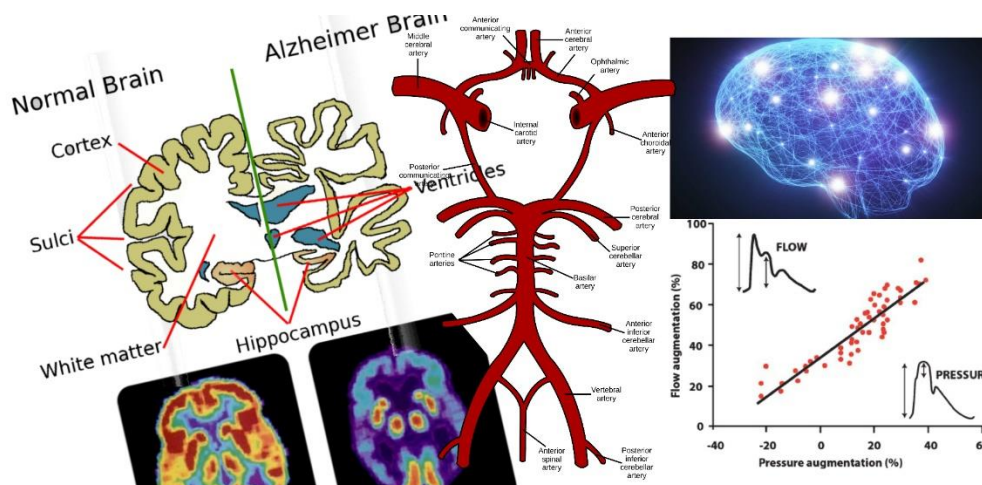 Normal Brain
Alzheimer Brain
Cortex
Sulci
White matter
Hippocampus
Ventricles
Middle
cerebral
artery
Anterior
communicating
artery
Anterior
cerebral
artery
Ophthalmic
artery
Internal
carotid
artery
Anterior
choroidal
artery
Posterior
communicating
Posterior
cerebral
artery
Superior
cerebellar
artery
Pontine
arteries
Basilar
artery
Anterior
inferior
cerebellar
artery
Vertebral
artery
Anterior
spinal
artery
Posterior
inferior
cerebellar
artery
Flow augmentation (%)
100
80
60
40
20
0
FLOW
PRESSURE
-40
-20
0
20
40
Pressure augmentation (%)